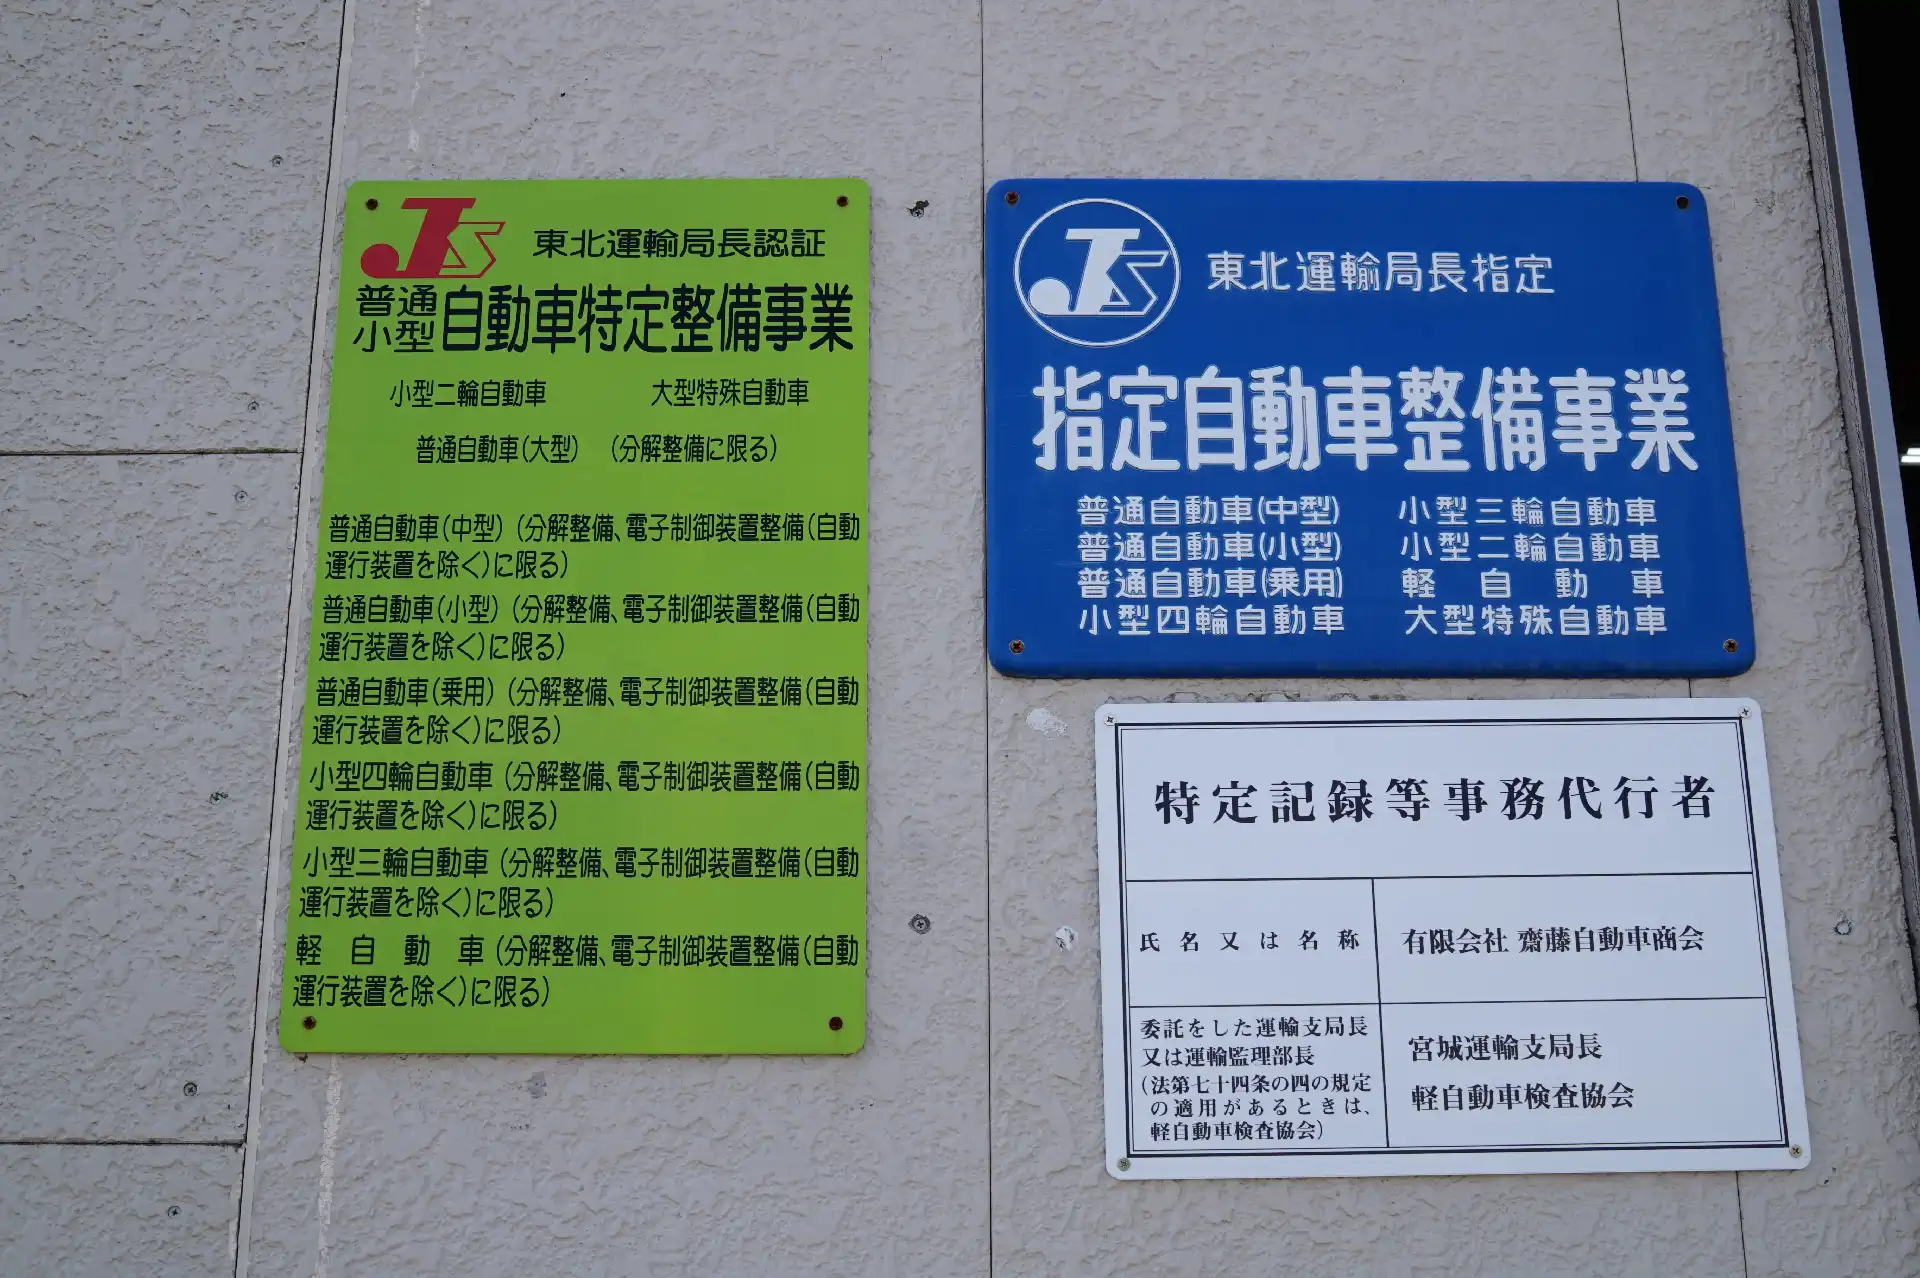 JS
東北運輸局長認証
普通
小型
自動車特定整備事業
小型二輪自動車 大型特殊自動車
普通自動車(大型) (分解整備に限る)
普通自動車(中型) (分解整備、電子制御装置整備(自動
運行装置を除く)に限る)
普通自動車(小型) (分解整備、電子制御装置整備(自動
運行装置を除く)に限る)
普通自動車(乗用) (分解整備、電子制御装置整備(自動
運行装置を除く)に限る)
小型四輪自動車 (分解整備、電子制御装置整備(自動
運行装置を除く)に限る)
小型三輪自動車 (分解整備、電子制御装置整備(自動
運行装置を除く)に限る)
軽自動車 (分解整備、電子制御装置整備(自動
運行装置を除く)に限る)
JS
東北運輸局長指定
指定自動車整備事業
普通自動車(中型) 小型三輪自動車
普通自動車(小型) 小型二輪自動車
普通自動車(乗用) 軽自動車
小型四輪自動車 大型特殊自動車
特定記録等事務代行者
氏名又は名称
有限会社 齋藤自動車商会
委託をした運輸支局長
又は運輸監理部長
(法第七十四条の四の規定
の適用があるときは、
軽自動車検査協会)
宮城運輸支局長
軽自動車検査協会